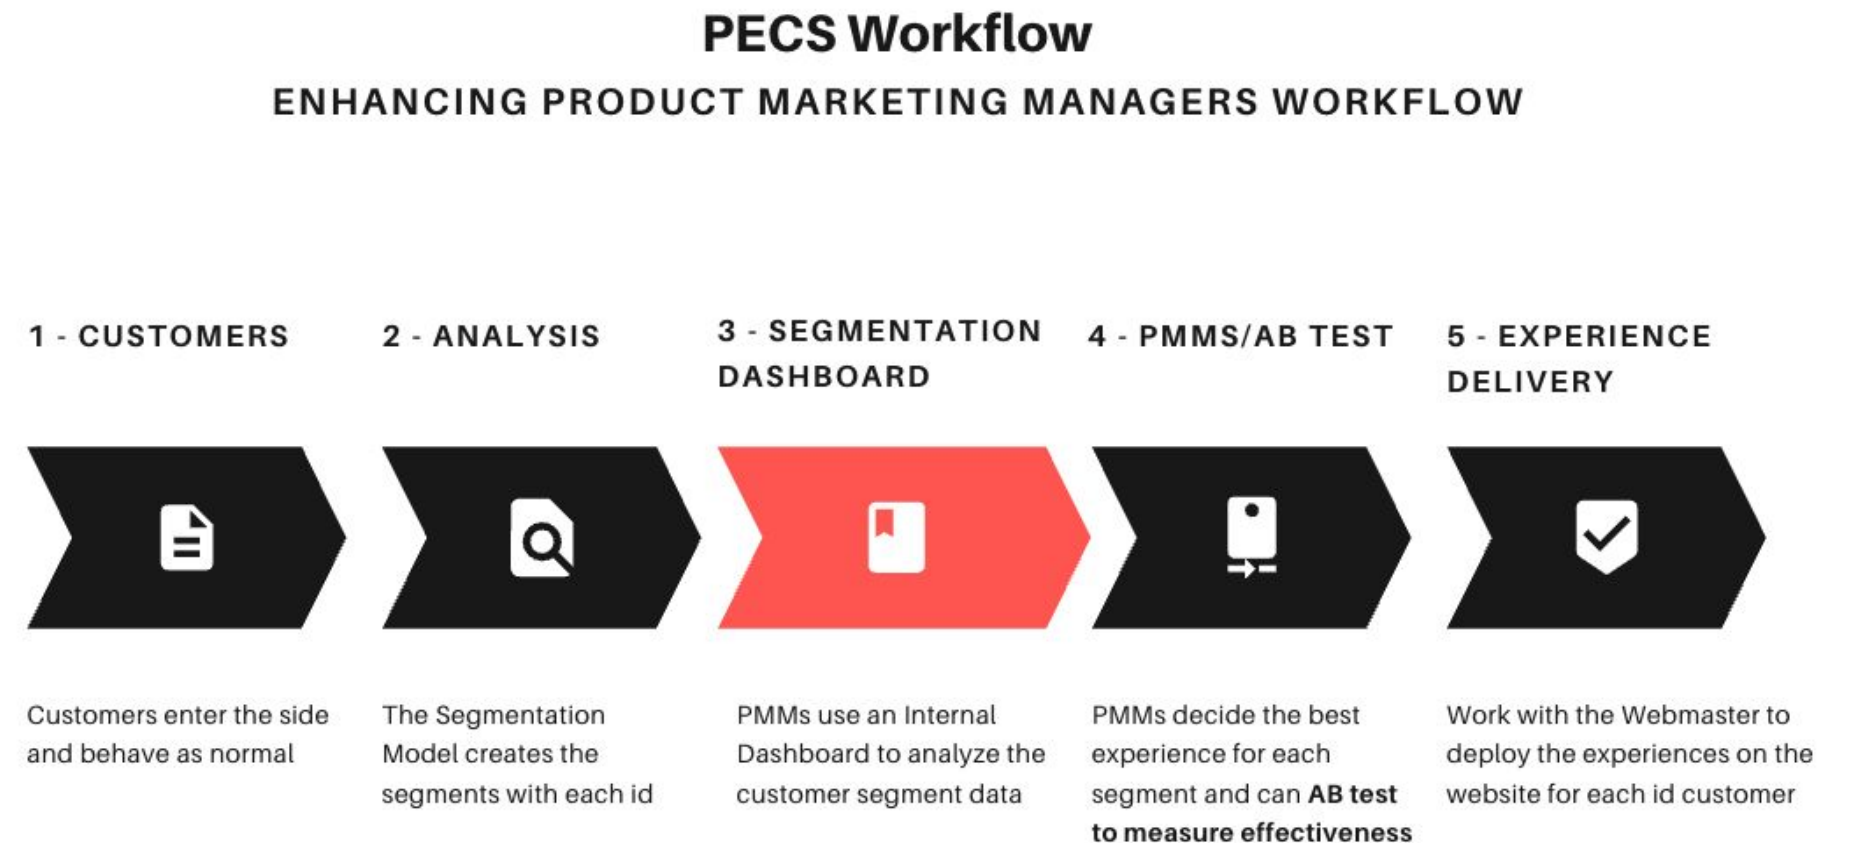 PECS Workflow
ENHANCING PRODUCT MARKETING MANAGERS WORKFLOW
1 - CUSTOMERS
2 - ANALYSIS
3 - SEGMENTATION
DASHBOARD
4 - PMMS/AB TEST
5 - EXPERIENCE
DELIVERY
Customers enter the side
and behave as normal
The Segmentation
Model creates the
segments with each id
PMMs use an Internal
Dashboard to analyze the
customer segment data
PMMs decide the best
experience for each
segment and can AB test
to measure effectiveness
Work with the Webmaster to
deploy the experiences on the
website for each id customer